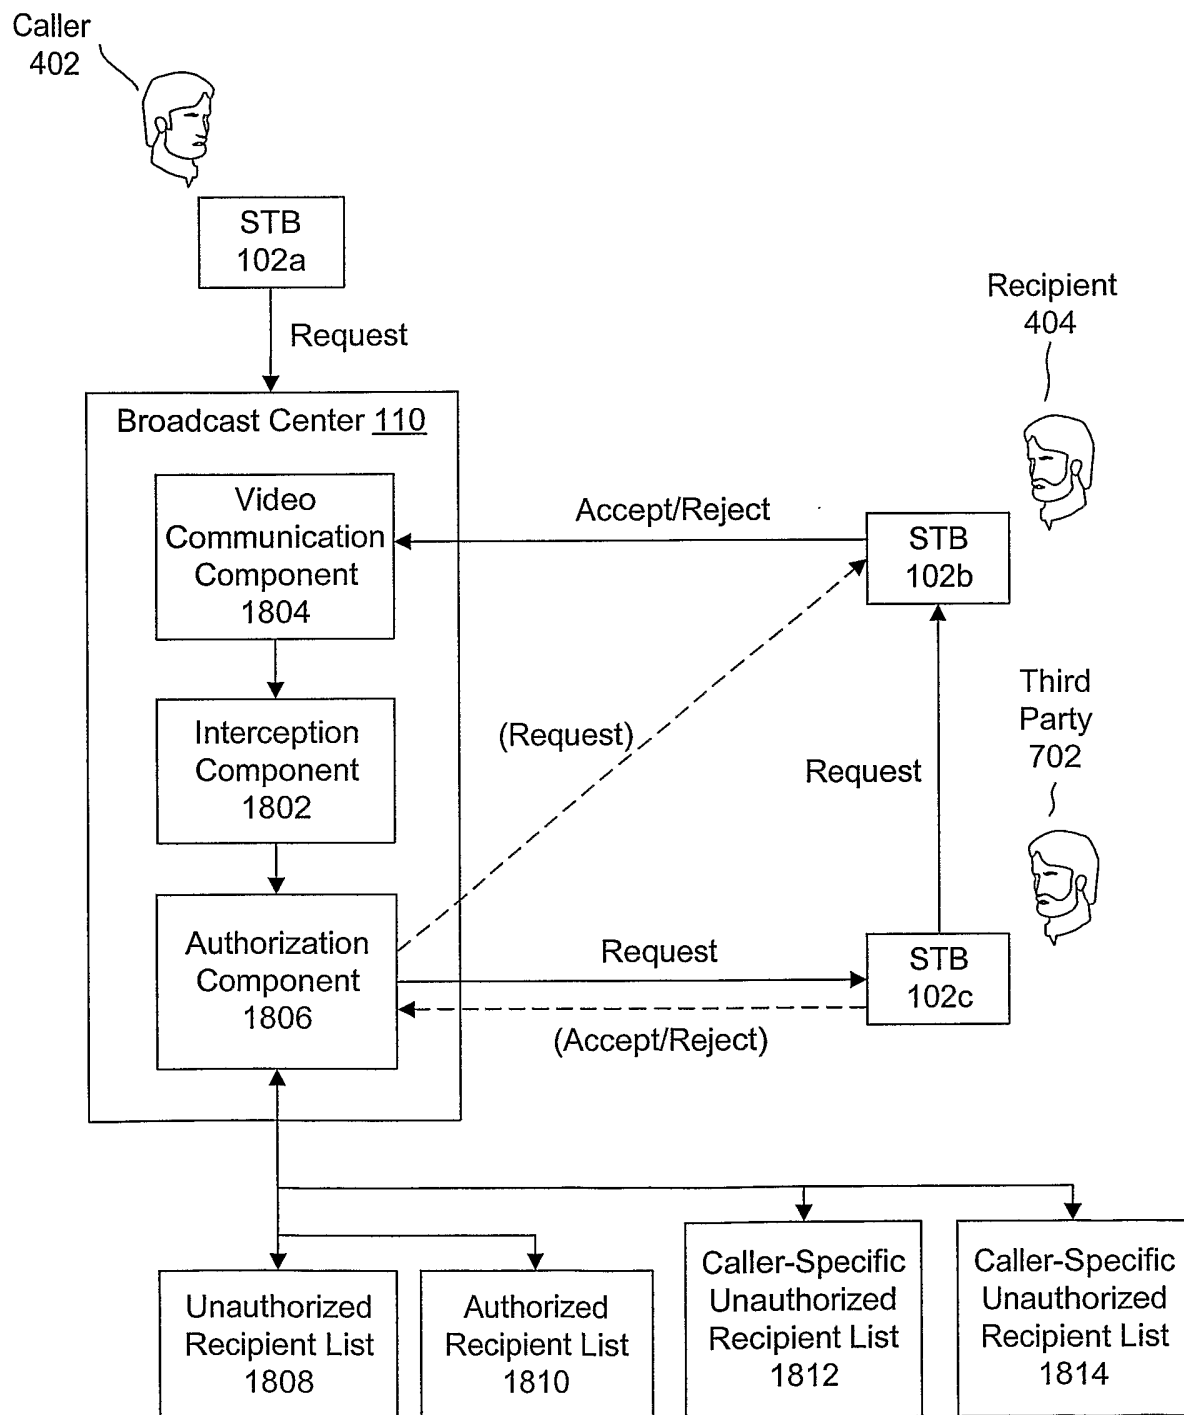 Caller
402
STB
102a
Request
Recipient
404
Broadcast Center 110
Video
Communication
Component
1804
Accept/Reject
STB
102b
Interception
Component
1802
(Request)
Third
Party
702
Request
Authorization
Component
1806
Request
STB
102c
(Accept/Reject)
Unauthorized
Recipient List
1808
Authorized
Recipient List
1810
Caller-Specific
Unauthorized
Recipient List
1812
Caller-Specific
Unauthorized
Recipient List
1814